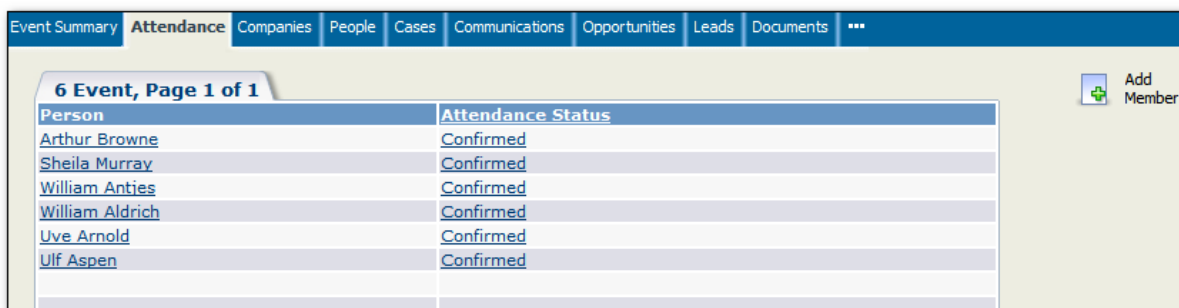 Event Summary Attendance Companies People Cases Communications Opportunities Leads Documents •••
6 Event, Page 1 of 1
Add
Member
Person Attendance Status
Arthur Browne Confirmed
Sheila Murray Confirmed
William Antjes Confirmed
William Aldrich Confirmed
Uve Arnold Confirmed
Ulf Aspen Confirmed